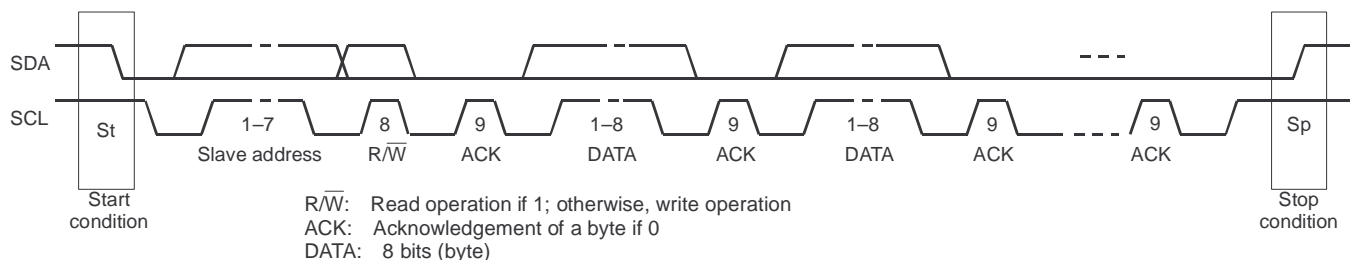 SDA
SCL
St
1–7
8
9
1–8
9
1–8
9
9
Sp
Slave address
R/W̅
ACK
DATA
ACK
DATA
ACK
ACK
Start
condition
Stop
condition
R/W̅: Read operation if 1; otherwise, write operation
ACK: Acknowledgement of a byte if 0
DATA: 8 bits (byte)